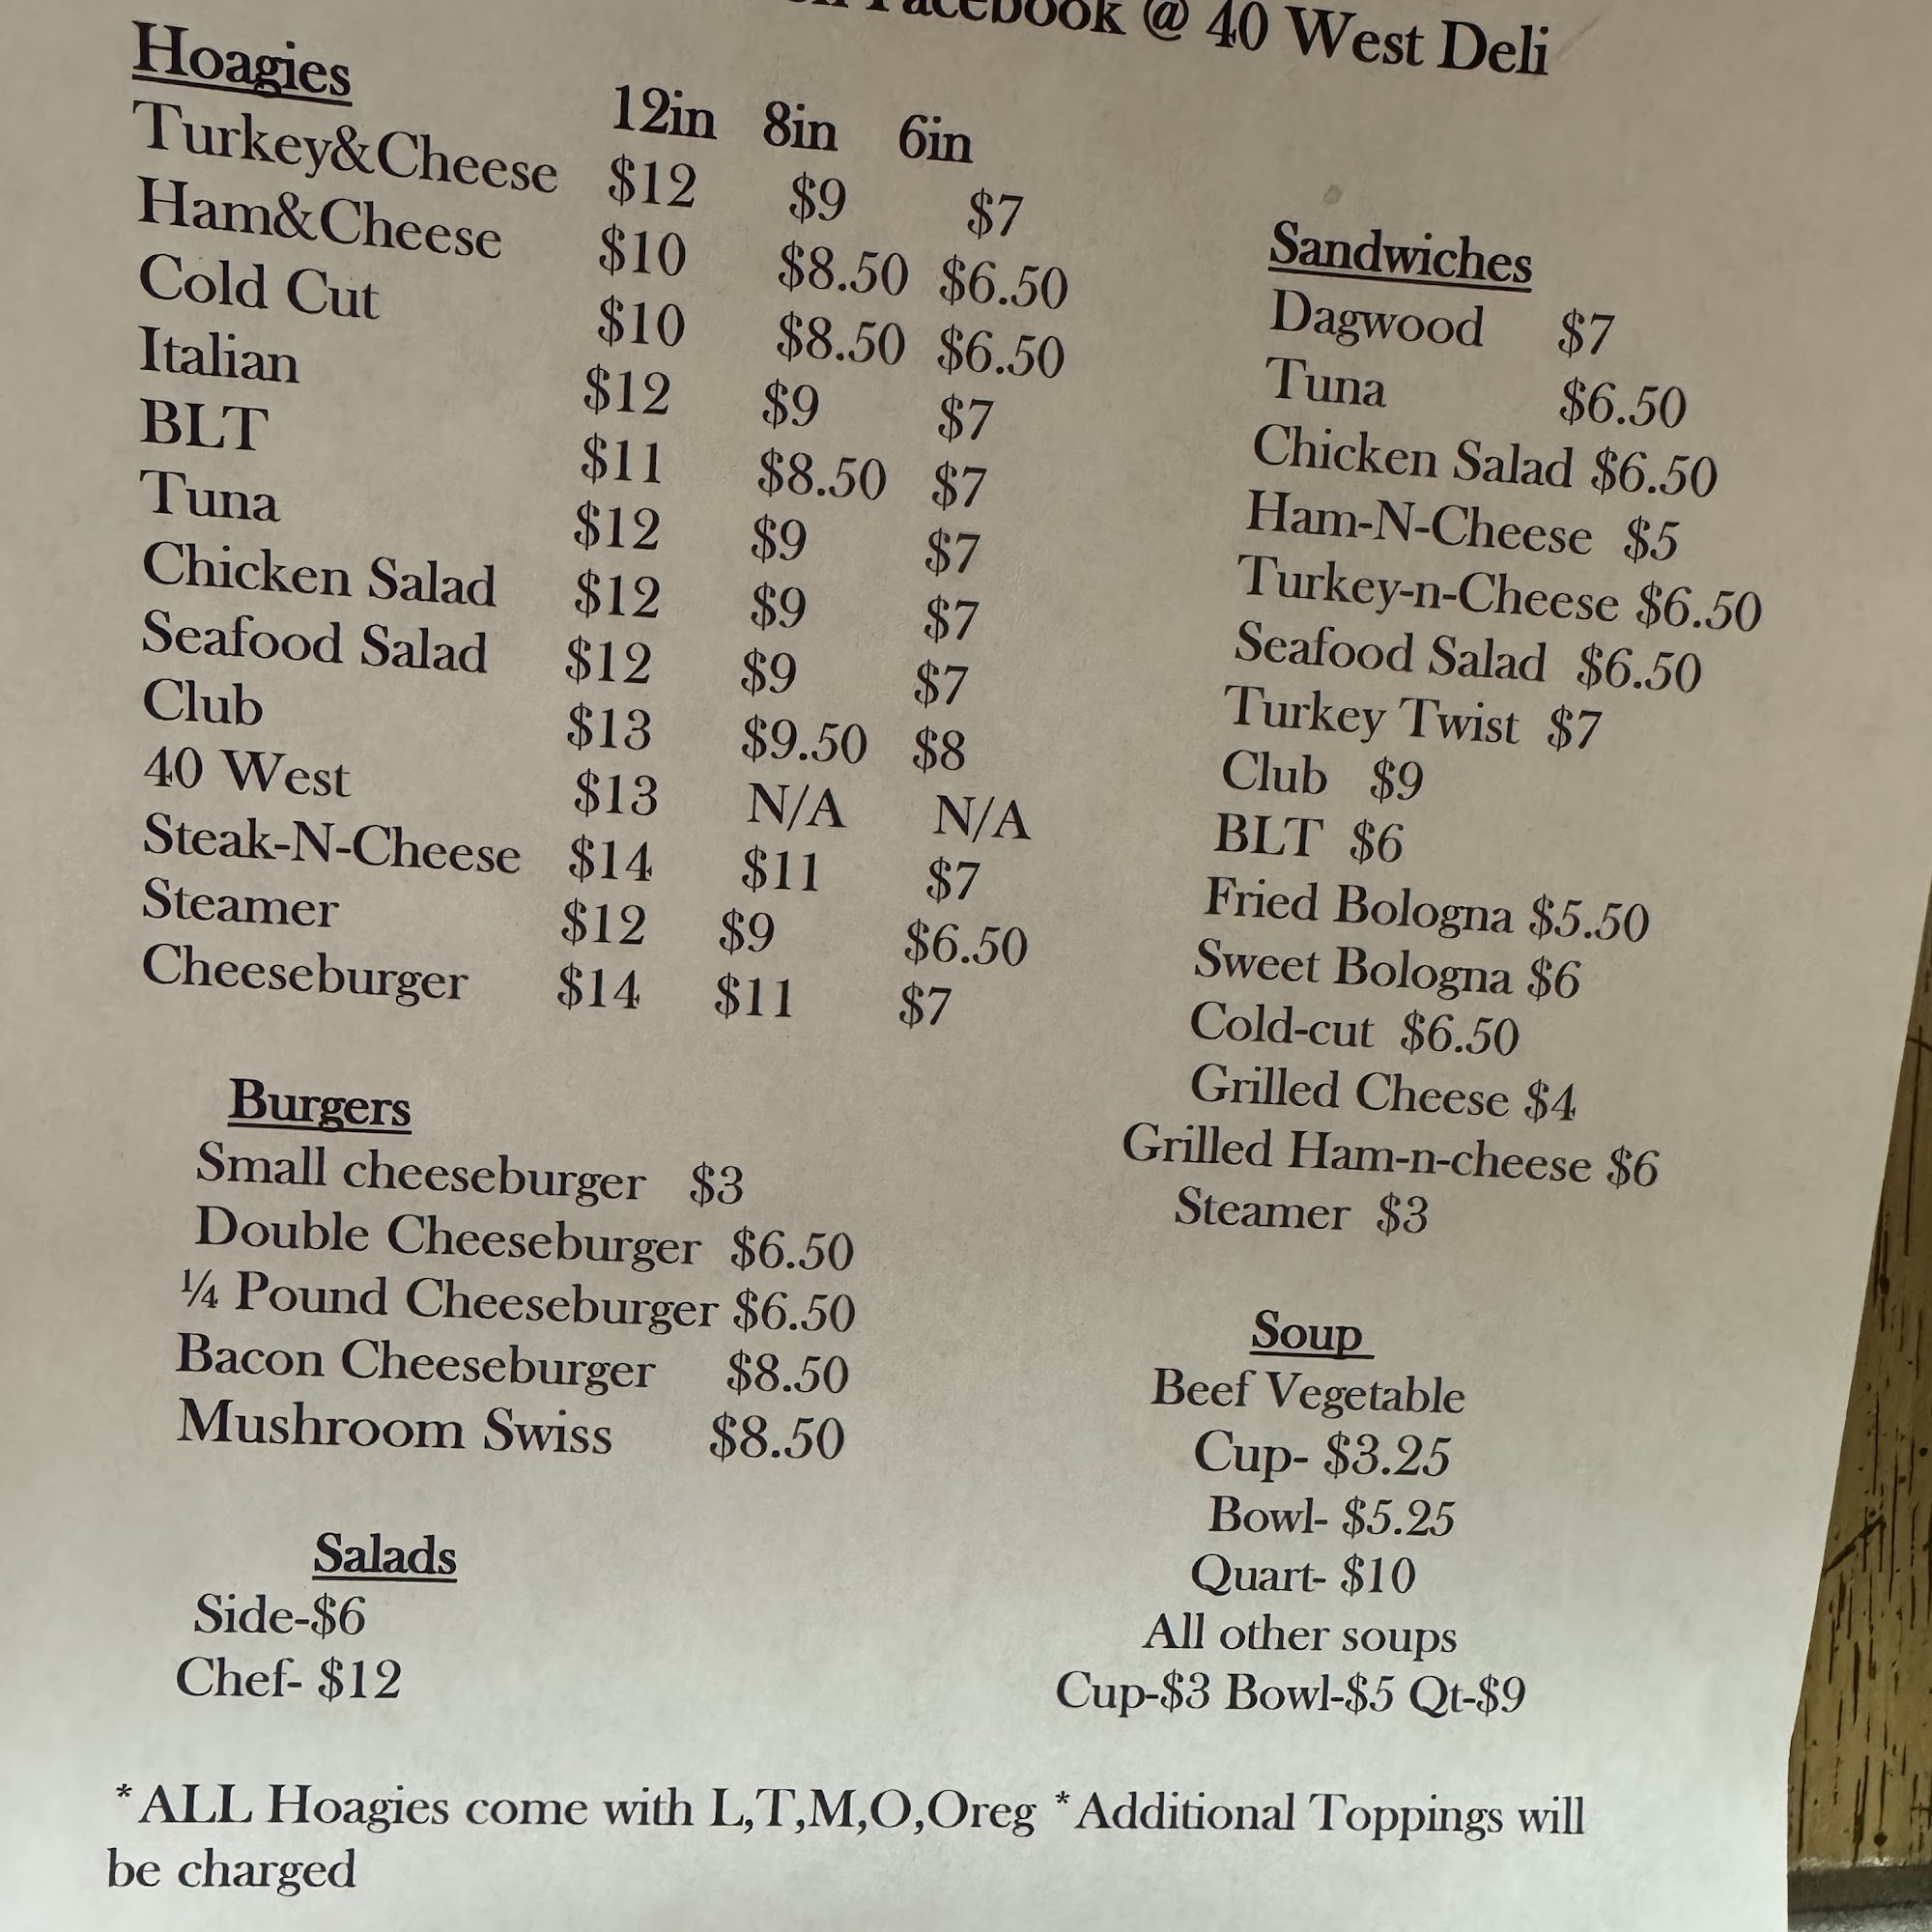 Facebook @ 40 West Deli
Hoagies 12in 8in 6in
Turkey&Cheese $12 $9 $7
Ham&Cheese $10 $8.50 $6.50
Cold Cut $10 $8.50 $6.50
Italian $12 $9 $7
BLT $11 $8.50 $7
Tuna $12 $9 $7
Chicken Salad $12 $9 $7
Seafood Salad $12 $9 $7
Club $13 $9.50 $8
40 West $13 N/A N/A
Steak-N-Cheese $14 $11 $7
Steamer $12 $9 $6.50
Cheeseburger $14 $11 $7
Burgers
Small cheeseburger $3
Double Cheeseburger $6.50
¼ Pound Cheeseburger $6.50
Bacon Cheeseburger $8.50
Mushroom Swiss $8.50
Salads
Side-$6
Chef- $12
Sandwiches
Dagwood $7
Tuna $6.50
Chicken Salad $6.50
Ham-N-Cheese $5
Turkey-n-Cheese $6.50
Seafood Salad $6.50
Turkey Twist $7
Club $9
BLT $6
Fried Bologna $5.50
Sweet Bologna $6
Cold-cut $6.50
Grilled Cheese $4
Grilled Ham-n-cheese $6
Steamer $3
Soup
Beef Vegetable
Cup- $3.25
Bowl- $5.25
Quart- $10
All other soups
Cup-$3 Bowl-$5 Qt-$9
*ALL Hoagies come with L,T,M,O,Oreg *Additional Toppings will
be charged